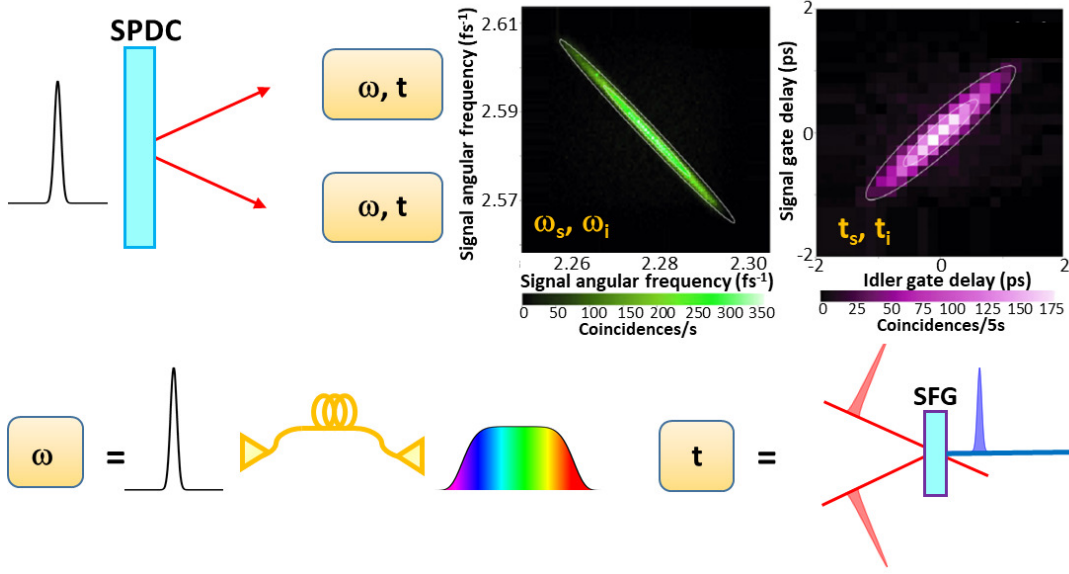 SPDC
ω, t
ω, t
Signal angular frequency (fs-1)
2.61
2.59
2.57
ωs, ωi
2.26 2.28 2.30
Signal angular frequency (fs-1)
0 50 100 150 200 250 300 350
Coincidences/s
Signal gate delay (ps)
2
0
-2
ts, ti
-2 0 2
Idler gate delay (ps)
0 25 50 75 100 125 150 175
Coincidences/5s
ω =
t =
SFG